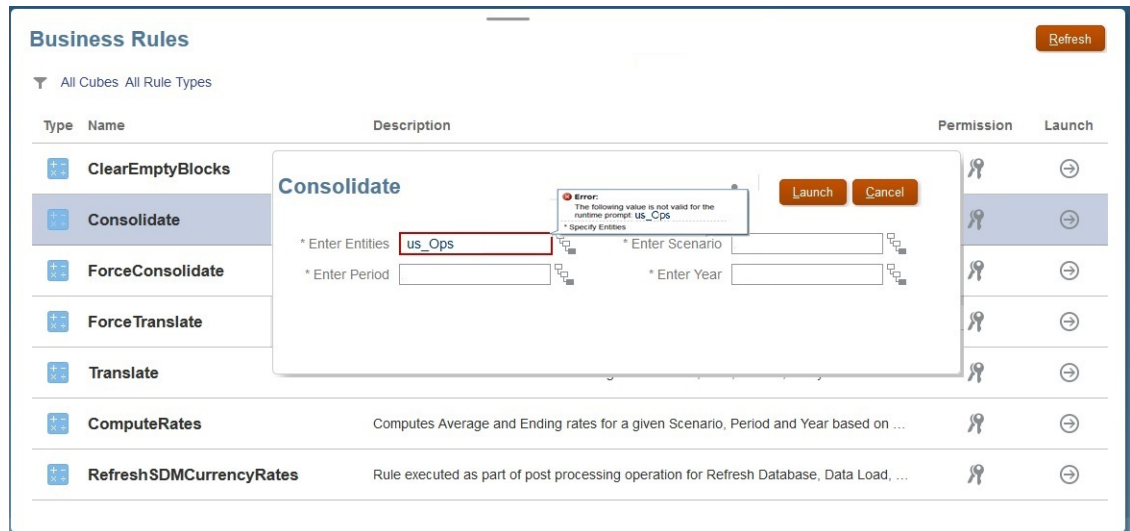 Business Rules
Refresh
All Cubes All Rule Types
Type Name Description Permission Launch
ClearEmptyBlocks
Consolidate
Launch Cancel
Error:
The following value is not valid for the
runtime prompt: us_Ops
* Specify Entities
Consolidate
* Enter Entities us_Ops * Enter Scenario
* Enter Period * Enter Year
ForceConsolidate
ForceTranslate
Translate
ComputeRates Computes Average and Ending rates for a given Scenario, Period and Year based on ...
RefreshSDMCurrencyRates Rule executed as part of post processing operation for Refresh Database, Data Load, ...